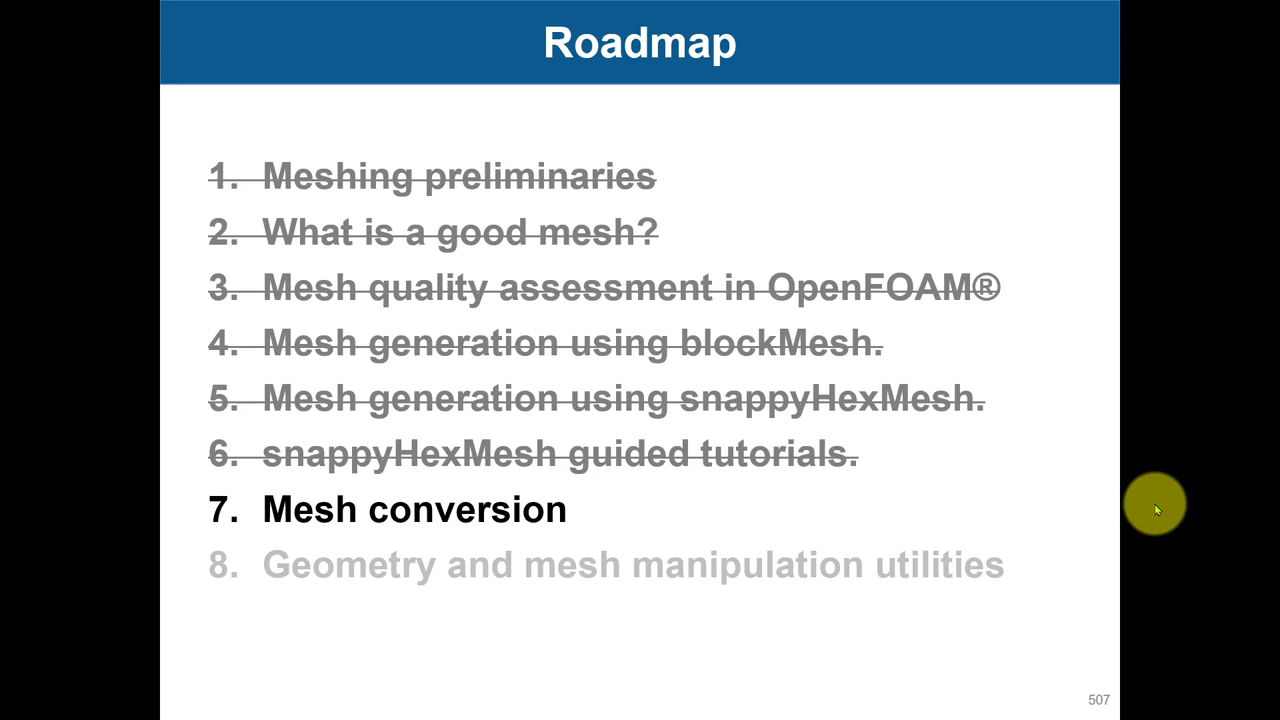 Roadmap
1. Meshing preliminaries
2. What is a good mesh?
3. Mesh quality assessment in OpenFOAM®
4. Mesh generation using blockMesh.
5. Mesh generation using snappyHexMesh.
6. snappyHexMesh guided tutorials.
7. Mesh conversion
8. Geometry and mesh manipulation utilities
507